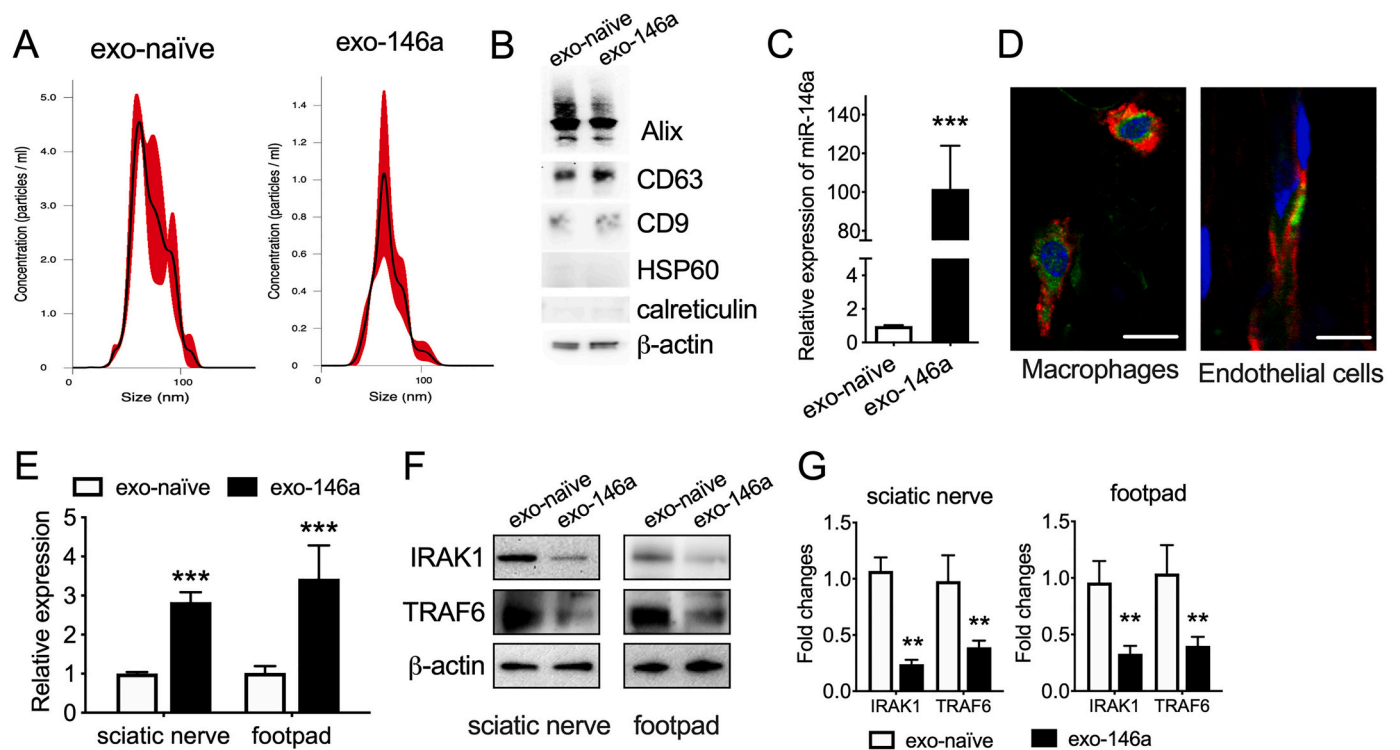 A
exo-naïve
exo-146a
Concentration (particles / ml)
5.0
4.0
3.0
2.0
1.0
0
0
100
Size (nm)
Concentration (particles / ml)
1.4
1.2
1.0
0.8
0.6
0.4
0.2
0
0
100
Size (nm)
B
exo-naïve
exo-146a
Alix
CD63
CD9
HSP60
calreticulin
β-actin
C
Relative expression of miR-146a
140
120
100
80
4
2
0
***
exo-naïve
exo-146a
D
Macrophages
Endothelial cells
E
exo-naïve
exo-146a
Relative expression
5
4
3
2
1
0
***
***
sciatic nerve
footpad
F
exo-naïve
exo-146a
exo-naïve
exo-146a
IRAK1
TRAF6
β-actin
sciatic nerve
footpad
G
sciatic nerve
Fold changes
1.5
1.0
0.5
0.0
**
**
IRAK1
TRAF6
footpad
Fold changes
1.5
1.0
0.5
0.0
**
**
IRAK1
TRAF6
exo-naïve
exo-146a